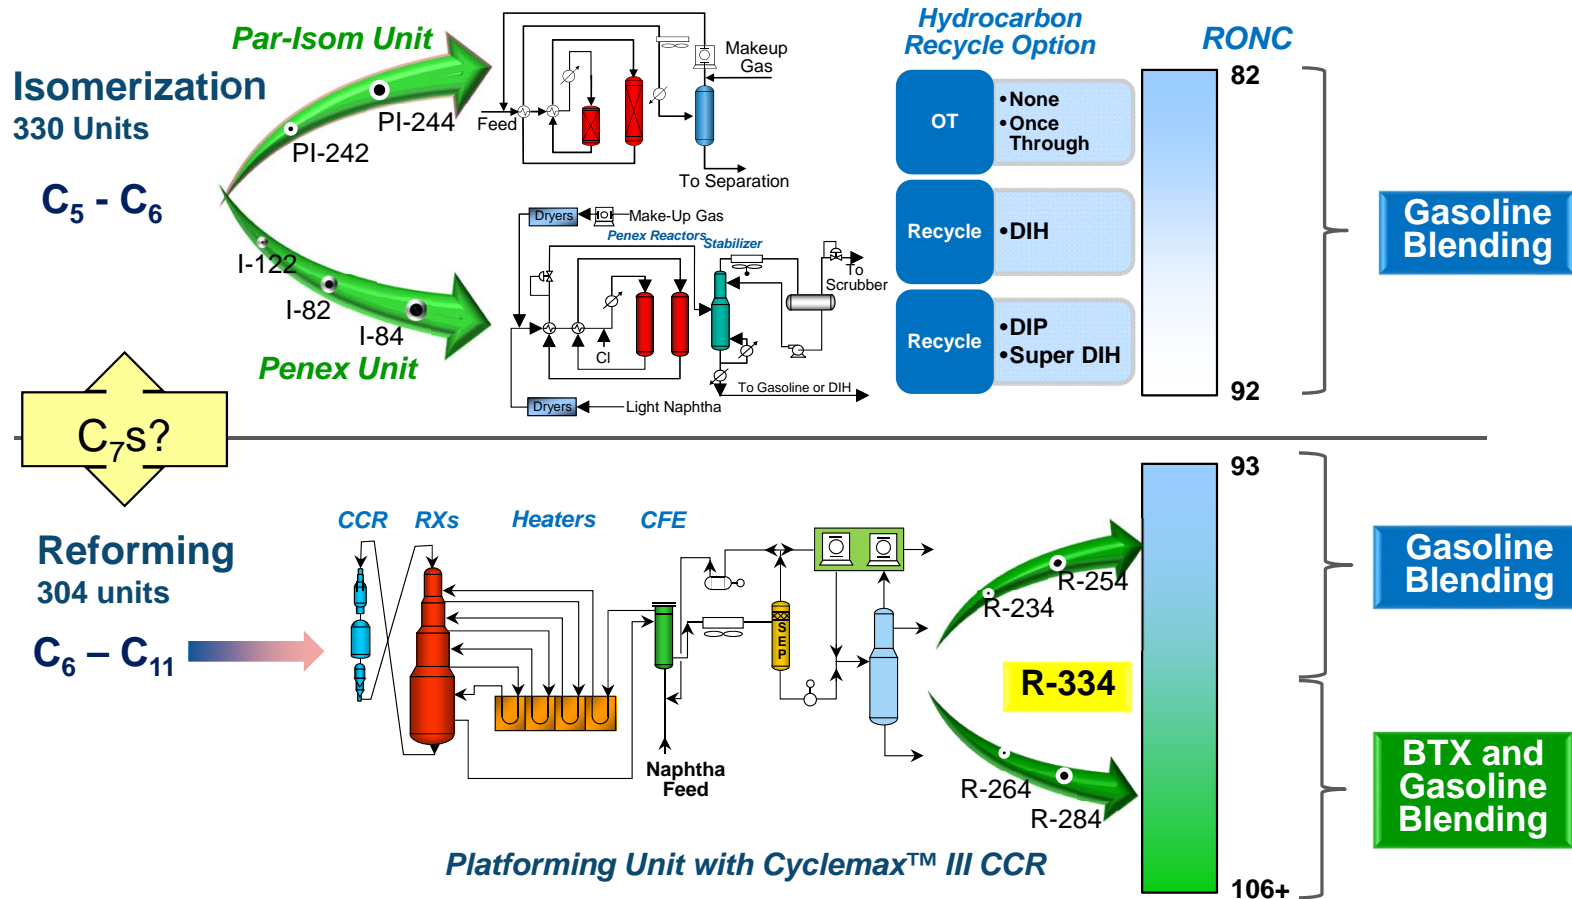 Par-Isom Unit
Hydrocarbon
Recycle Option
RONC
Isomerization
330 Units
C₅ - C₆
PI-244
PI-242
Feed
Makeup
Gas
To Separation
OT
•None
•Once
Through
82
Gasoline
Blending
Dryers
Make-Up Gas
Penex Reactors
Stabilizer
To
Scrubber
Recycle
•DIH
I-122
I-82
I-84
Penex Unit
Cl
To Gasoline or DIH
Dryers
Light Naphtha
Recycle
•DIP
•Super DIH
92
C₇s?
93
CCR
RXs
Heaters
CFE
Reforming
304 units
C₆ – C₁₁
SEP
Naphtha
Feed
R-254
R-234
R-334
R-264
R-284
Gasoline
Blending
BTX and
Gasoline
Blending
Platforming Unit with Cyclemax™ III CCR
106+